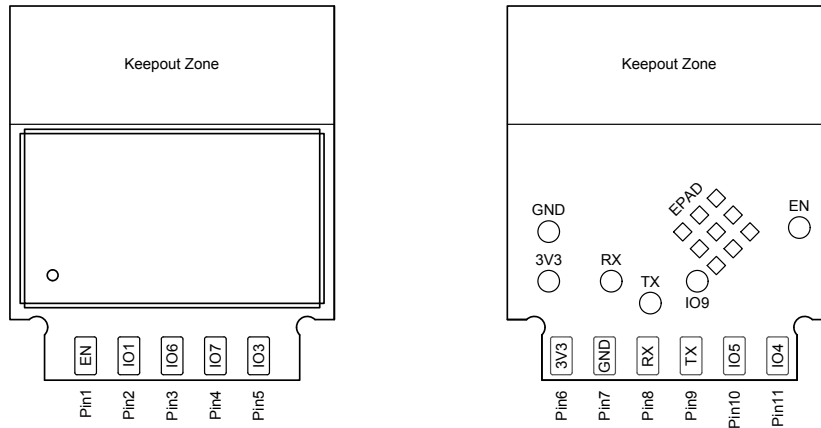 Keepout Zone
EN
IO1
IO6
IO7
IO3
Pin1
Pin2
Pin3
Pin4
Pin5
Keepout Zone
EPAD
GND
EN
3V3
RX
TX
IO9
3V3
GND
RX
TX
IO5
IO4
Pin6
Pin7
Pin8
Pin9
Pin10
Pin11